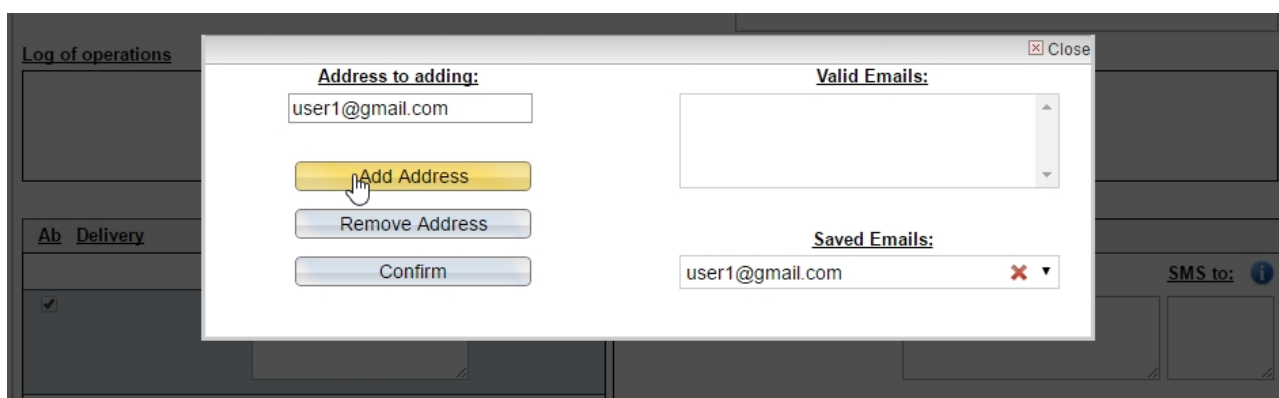 Log of operations
Close
Address to adding:
user1@gmail.com
Add Address
Remove Address
Confirm
Valid Emails:
Saved Emails:
user1@gmail.com
Ab Delivery
SMS to: